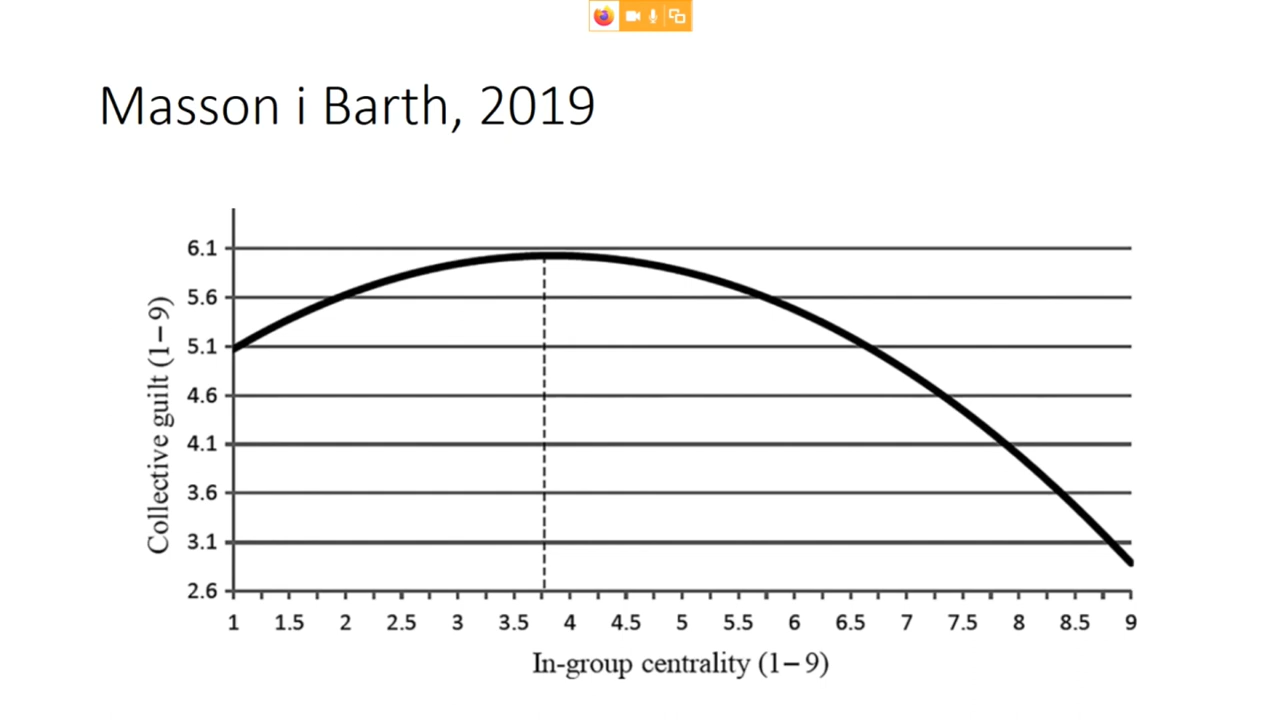 Masson i Barth, 2019
Collective guilt (1–9)
6.1
5.6
5.1
4.6
4.1
3.6
3.1
2.6
1 1.5 2 2.5 3 3.5 4 4.5 5 5.5 6 6.5 7 7.5 8 8.5 9
In-group centrality (1–9)